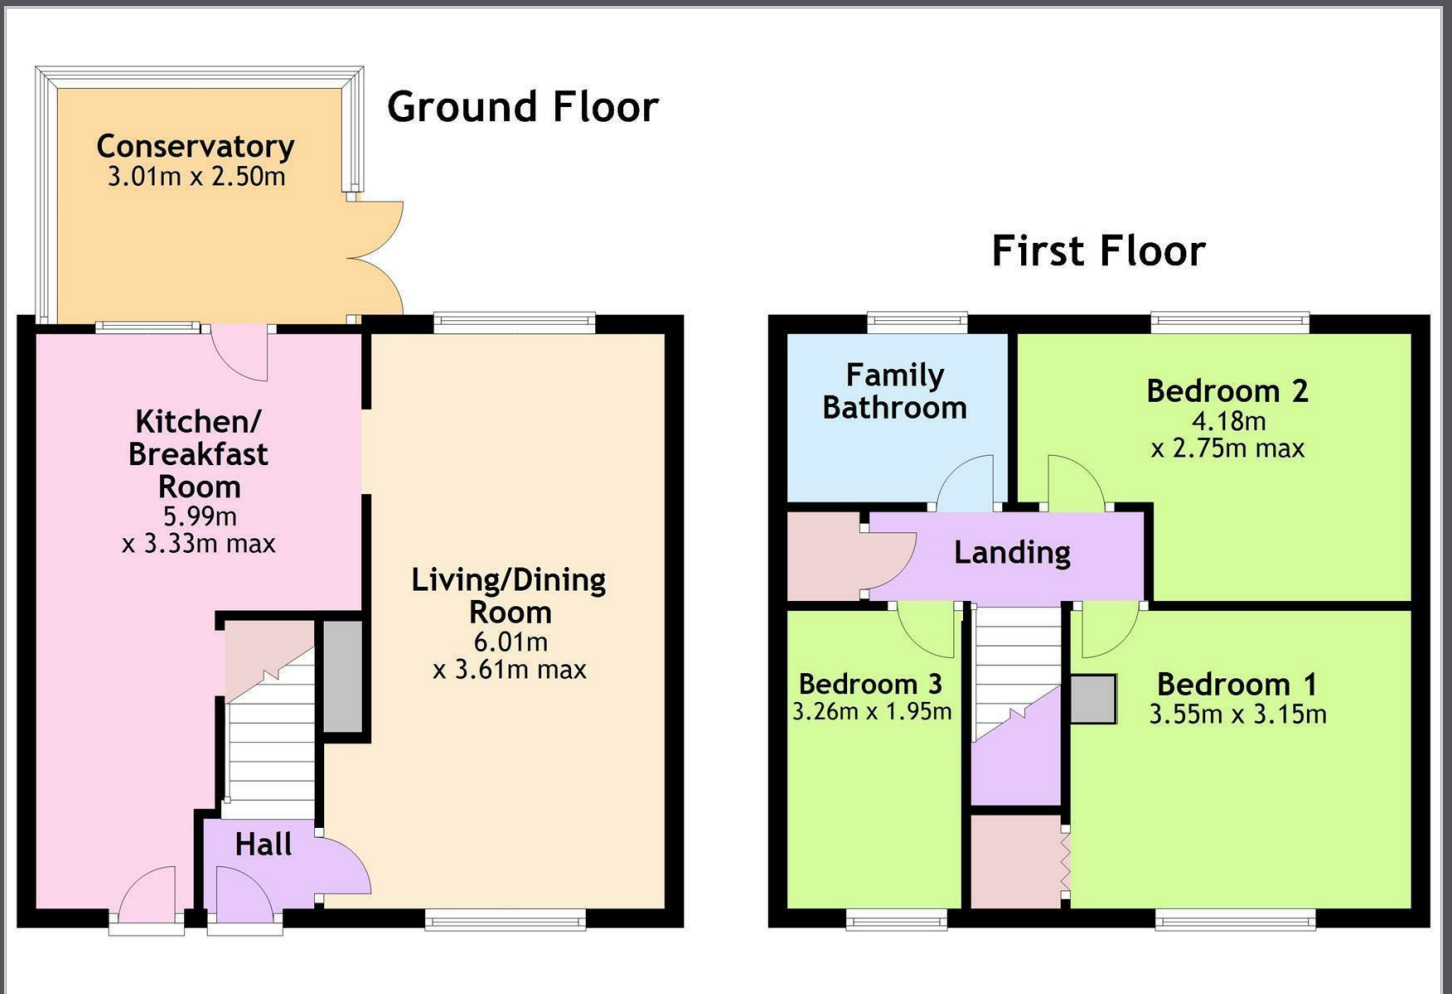 Ground Floor
Conservatory
3.01m x 2.50m
Kitchen/
Breakfast
Room
5.99m
x 3.33m max
Living/Dining
Room
6.01m
x 3.61m max
Hall
First Floor
Family
Bathroom
Bedroom 2
4.18m
x 2.75m max
Landing
Bedroom 3
3.26m x 1.95m
Bedroom 1
3.55m x 3.15m